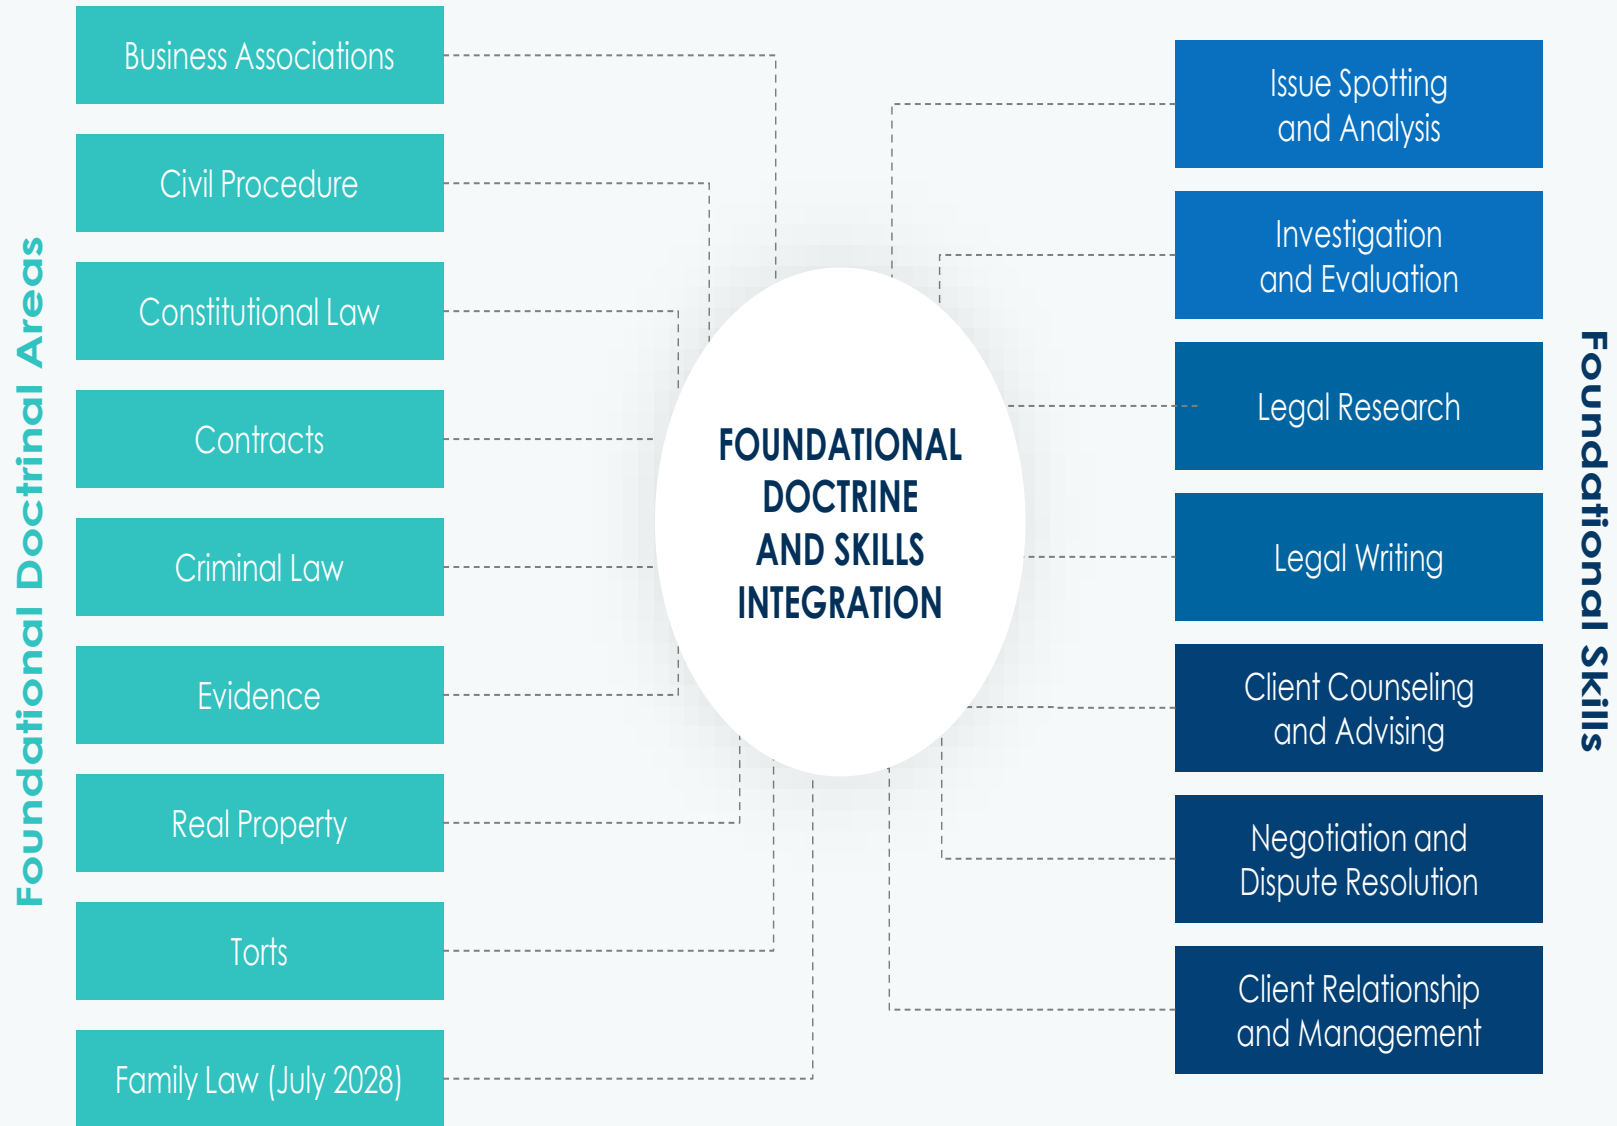 Foundational Doctrinal Areas
Business Associations
Civil Procedure
Constitutional Law
Contracts
Criminal Law
Evidence
Real Property
Torts
Family Law (July 2028)
FOUNDATIONAL
DOCTRINE
AND SKILLS
INTEGRATION
Issue Spotting
and Analysis
Investigation
and Evaluation
Legal Research
Legal Writing
Client Counseling
and Advising
Negotiation and
Dispute Resolution
Client Relationship
and Management
Foundational Skills